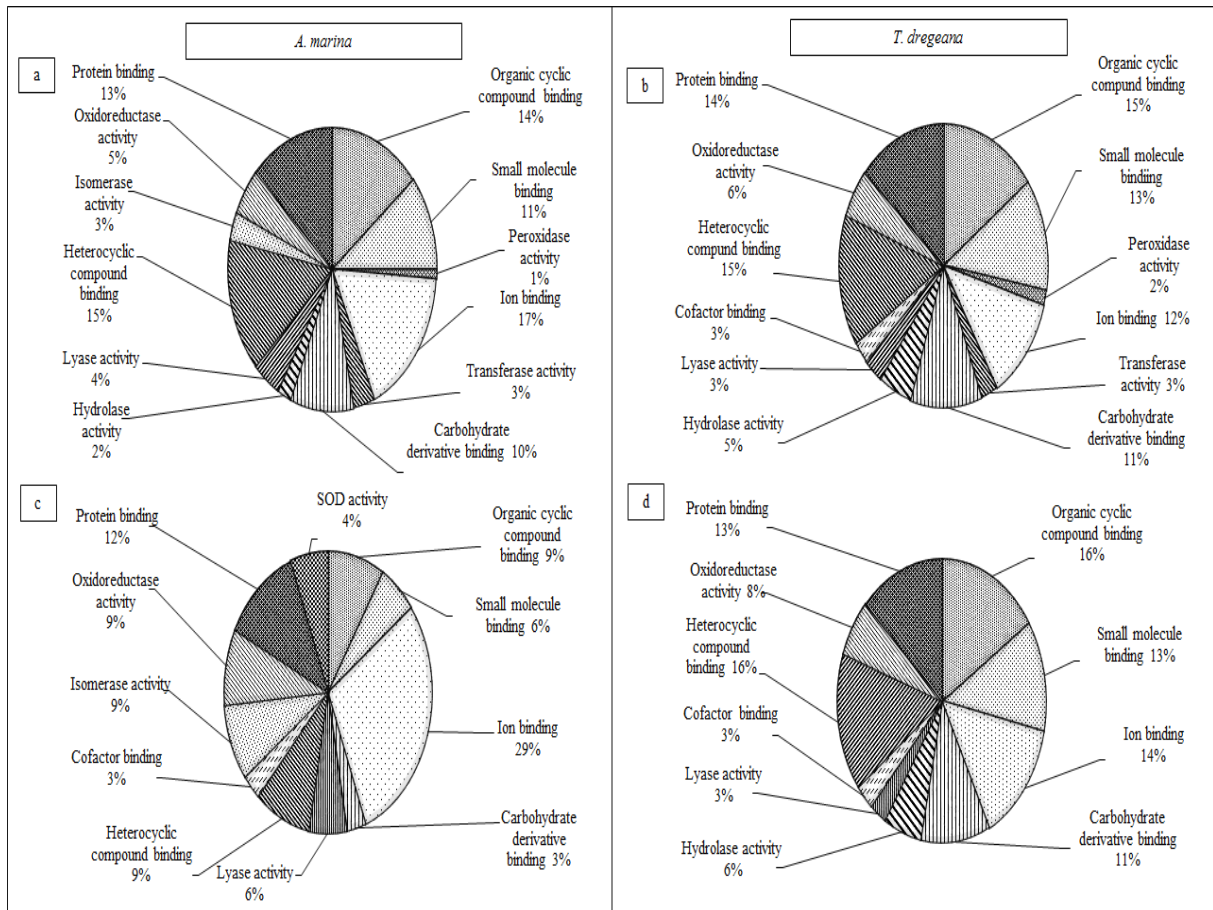 A. marina
a
Protein binding
13%
Organic cyclic
compound binding
14%
Oxidoreductase
activity
5%
Small molecule
binding
11%
Isomerase
activity
3%
Peroxidase
activity
1%
Heterocyclic
compound
binding
15%
Ion binding
17%
Lyase activity
4%
Transferase activity
3%
Hydrolase
activity
2%
Carbohydrate
derivative binding 10%
T. dregeana
b
Protein binding
14%
Organic cyclic
compound binding
15%
Oxidoreductase
activity
6%
Small molecule
binding
13%
Heterocyclic
compund binding
15%
Peroxidase
activity
2%
Cofactor binding
3%
Ion binding 12%
Lyase activity
3%
Transferase
activity 3%
Hydrolase activity
5%
Carbohydrate
derivative binding
11%
c
SOD activity
4%
Protein binding
12%
Organic cyclic
compound
binding 9%
Oxidoreductase
activity
9%
Small molecule
binding 6%
Isomerase activity
9%
Ion binding
29%
Cofactor binding
3%
Heterocyclic
compound binding
9%
Lyase activity
6%
Carbohydrate
derivative
binding 3%
d
Protein binding
13%
Organic cyclic
compound binding
16%
Oxidoreductase
activity 8%
Heterocyclic
compound
binding 16%
Small molecule
binding 13%
Cofactor binding
3%
Ion binding
14%
Lyase activity
3%
Hydrolase activity
6%
Carbohydrate
derivative binding
11%